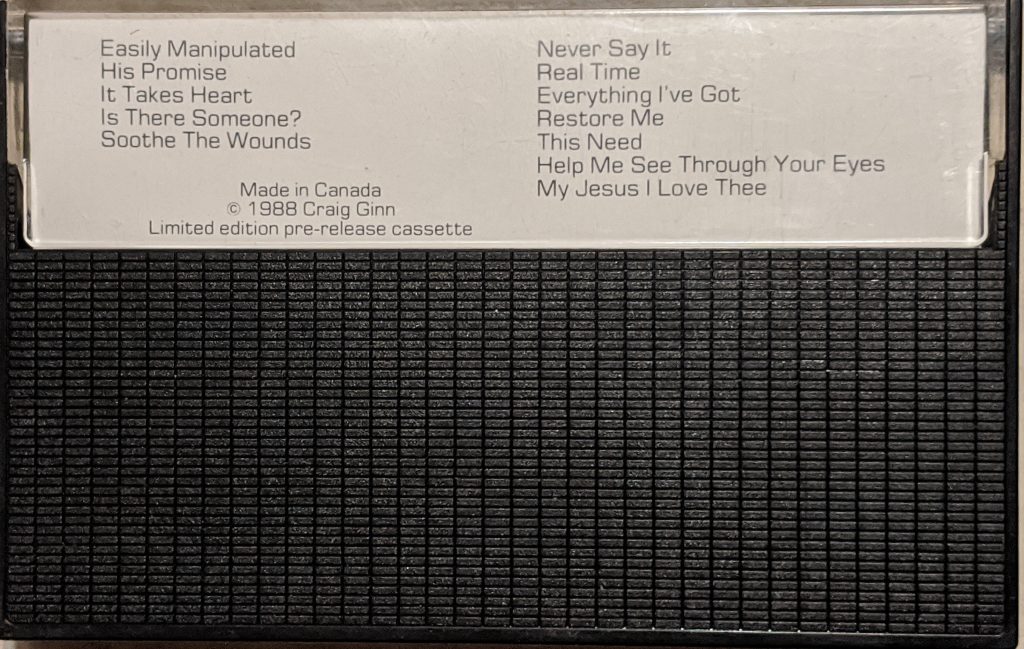 Easily Manipulated
His Promise
It Takes Heart
Is There Someone?
Soothe The Wounds
Made in Canada
© 1988 Craig Ginn
Limited edition pre-release cassette
Never Say It
Real Time
Everything I've Got
Restore Me
This Need
Help Me See Through Your Eyes
My Jesus I Love Thee